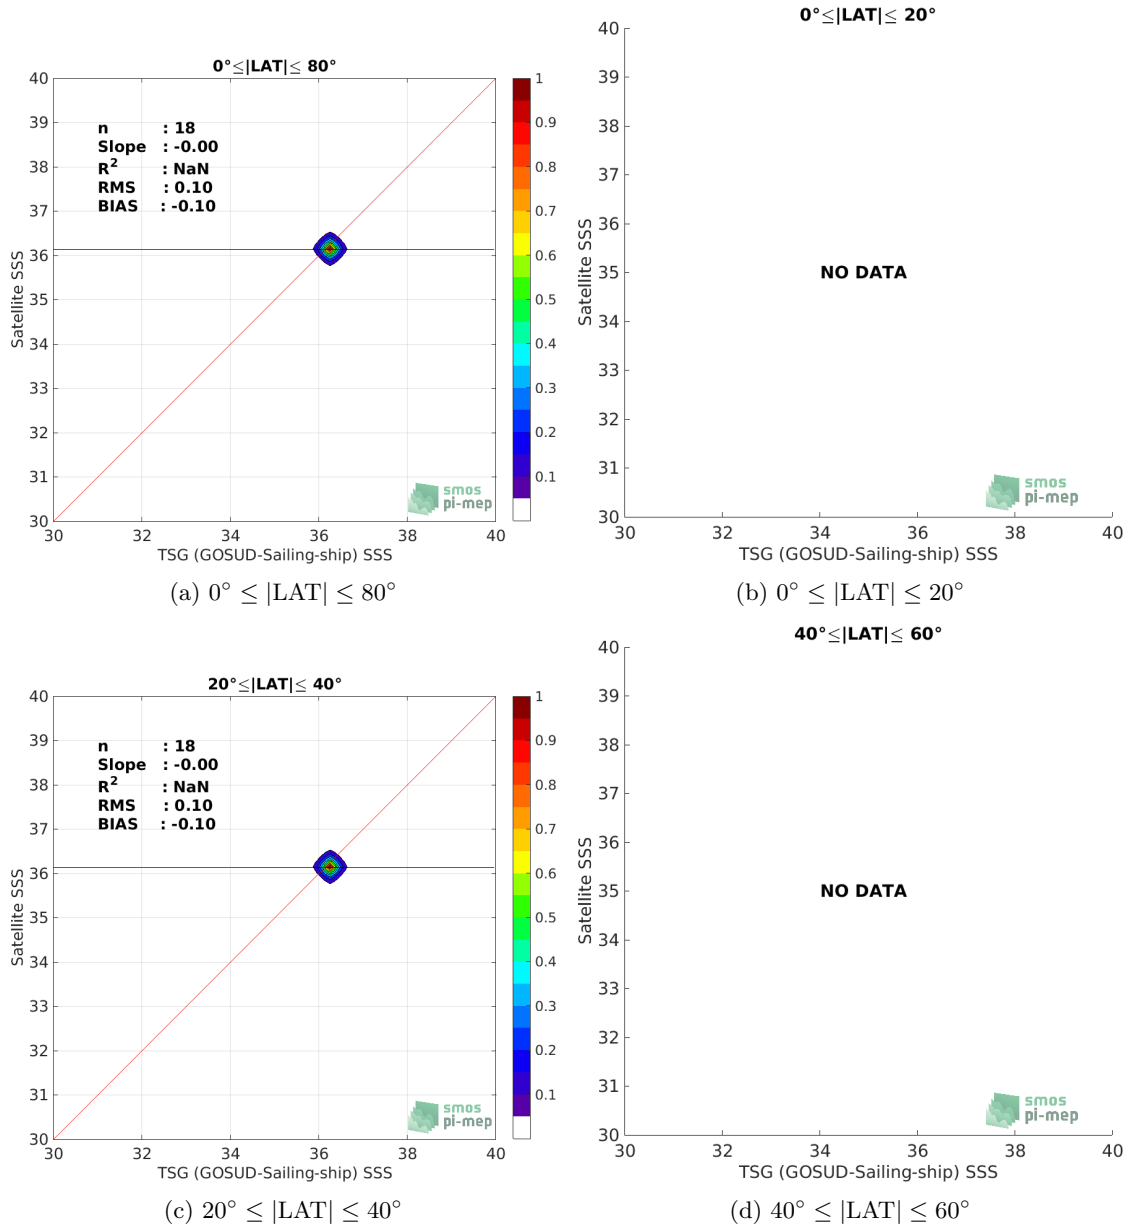 0°≤|LAT|≤ 80°
40
39
38
37
36
35
34
33
32
31
30
Satellite SSS
n : 18
Slope : -0.00
R2 : NaN
RMS : 0.10
BIAS : -0.10
smos
pi-mep
30 32 34 36 38 40
TSG (GOSUD-Sailing-ship) SSS
1
0.9
0.8
0.7
0.6
0.5
0.4
0.3
0.2
0.1
(a) 0° ≤ |LAT| ≤ 80°
0°≤|LAT|≤ 20°
40
39
38
37
36
35
34
33
32
31
30
Satellite SSS
NO DATA
smos
pi-mep
30 32 34 36 38 40
TSG (GOSUD-Sailing-ship) SSS
(b) 0° ≤ |LAT| ≤ 20°
20°≤|LAT|≤ 40°
40
39
38
37
36
35
34
33
32
31
30
Satellite SSS
n : 18
Slope : -0.00
R2 : NaN
RMS : 0.10
BIAS : -0.10
smos
pi-mep
30 32 34 36 38 40
TSG (GOSUD-Sailing-ship) SSS
1
0.9
0.8
0.7
0.6
0.5
0.4
0.3
0.2
0.1
(c) 20° ≤ |LAT| ≤ 40°
40°≤|LAT|≤ 60°
40
39
38
37
36
35
34
33
32
31
30
Satellite SSS
NO DATA
smos
pi-mep
30 32 34 36 38 40
TSG (GOSUD-Sailing-ship) SSS
(d) 40° ≤ |LAT| ≤ 60°